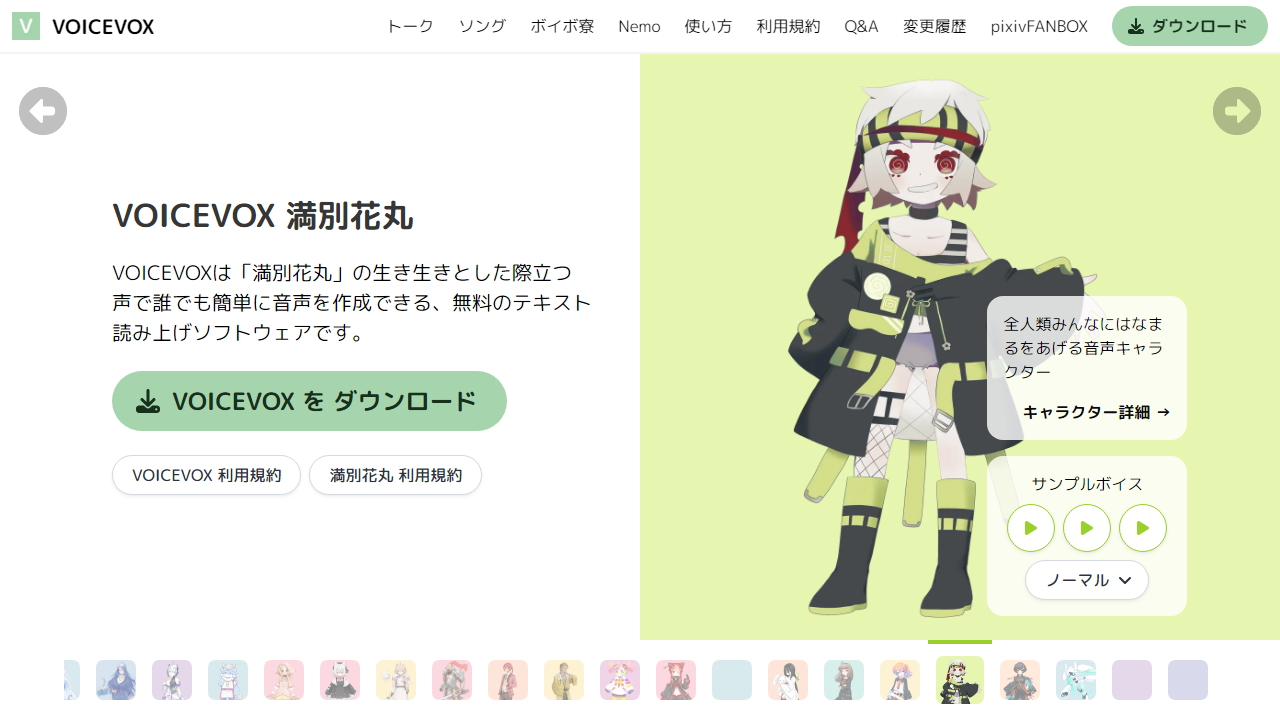 V VOICEVOX トーク ソング ボイボ寮 Nemo 使い方 利用規約 Q&A 変更履歴 pixivFANBOX ダウンロード
VOICEVOX 満別花丸
VOICEVOXは「満別花丸」の生き生きとした際立つ
声で誰でも簡単に音声を作成できる、無料のテキスト
読み上げソフトウェアです。
VOICEVOX を ダウンロード
VOICEVOX 利用規約 満別花丸 利用規約
全人類みんなにはなま
るをあげる音声キャラ
クター
キャラクター詳細 →
サンプルボイス
ノーマル